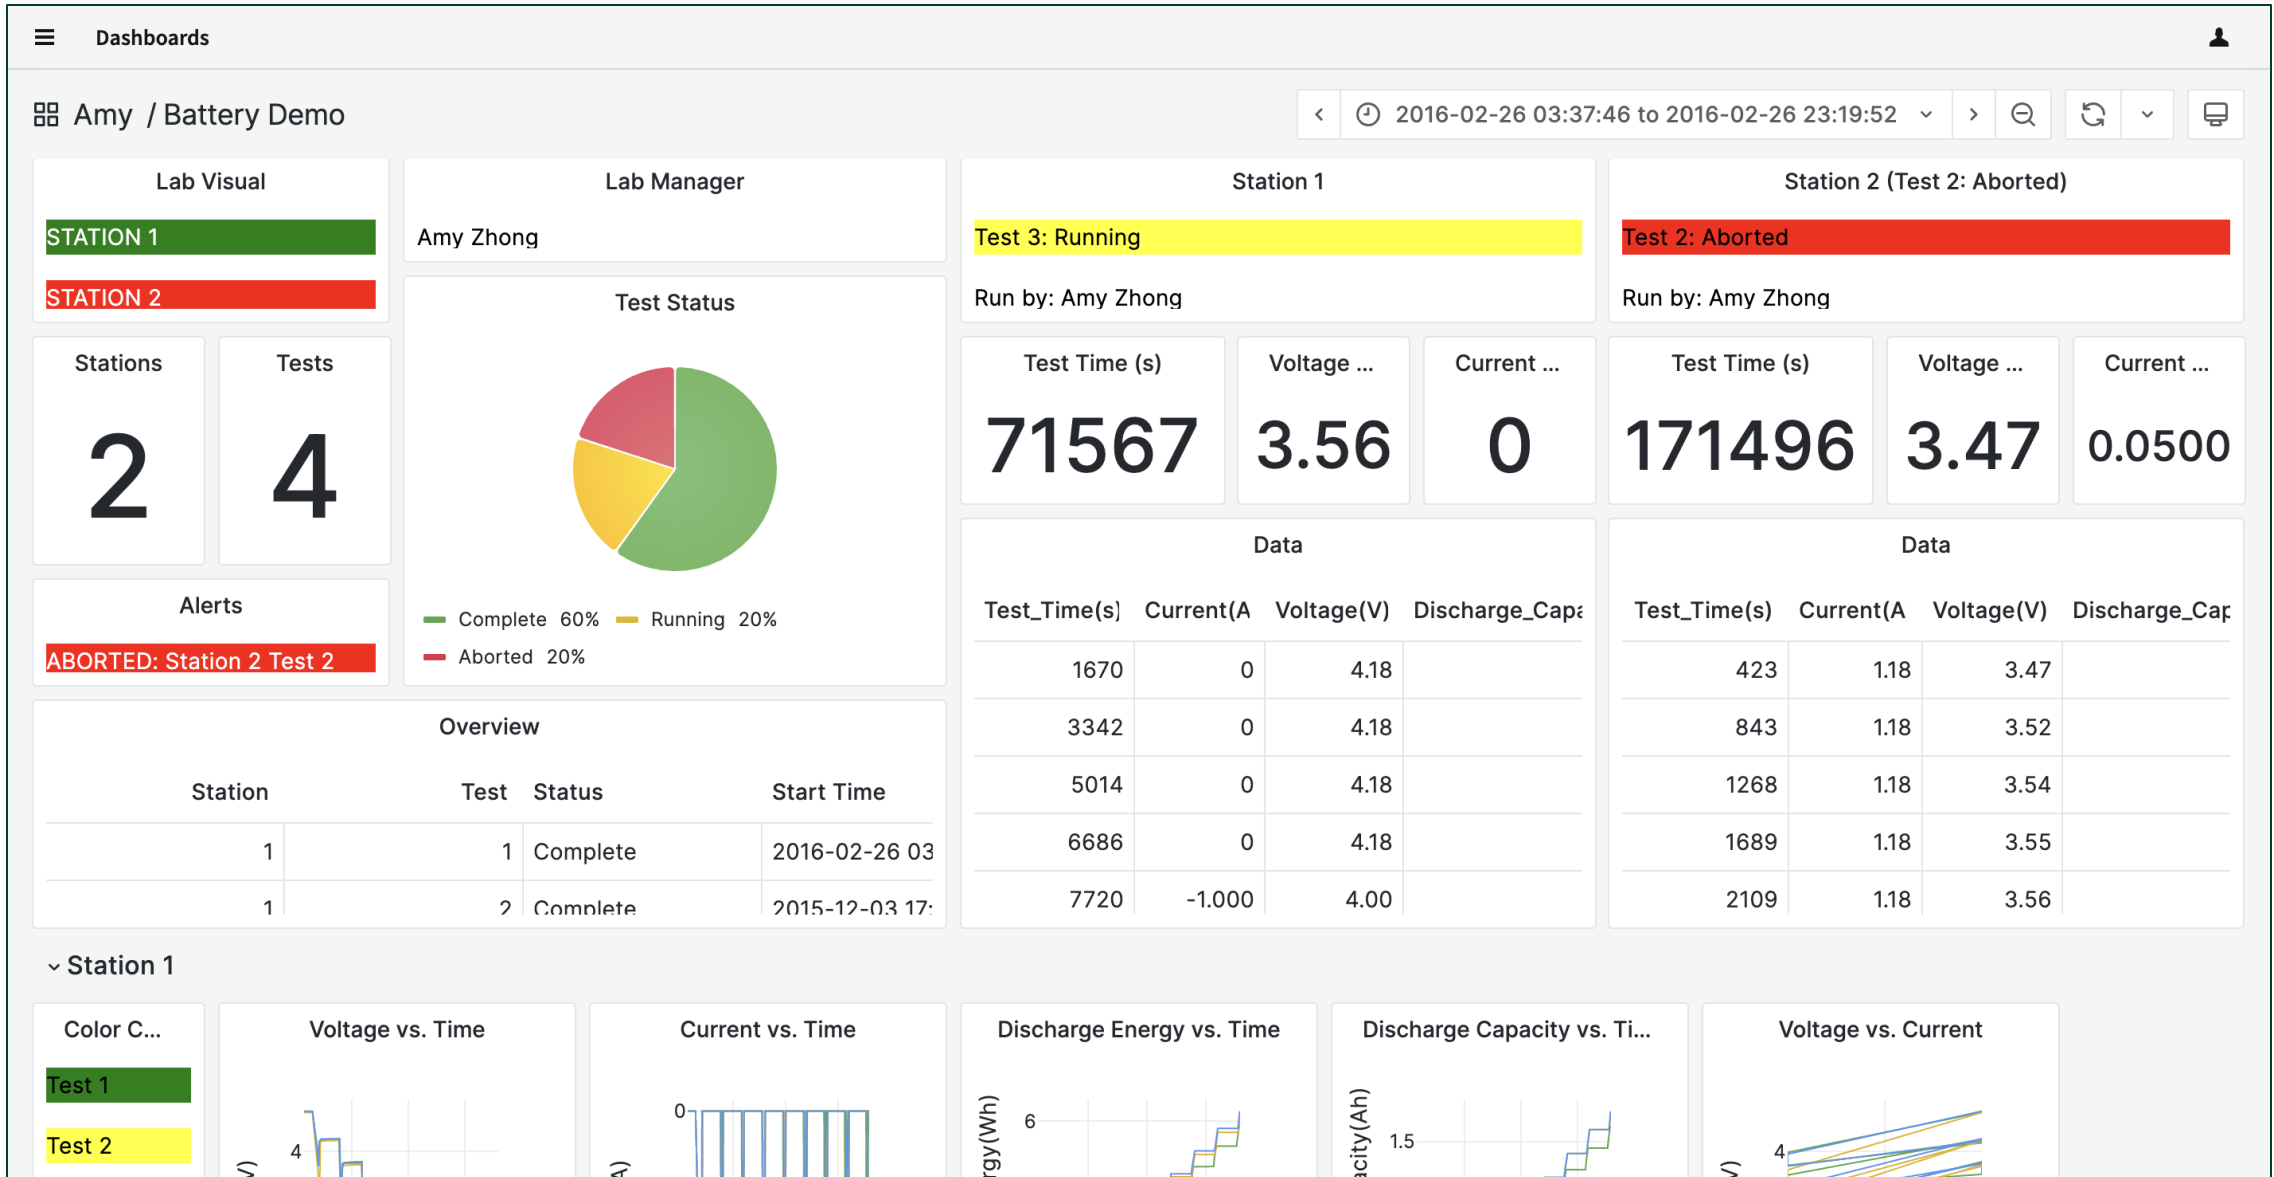 Dashboards
Amy / Battery Demo
2016-02-26 03:37:46 to 2016-02-26 23:19:52
Lab Visual
STATION 1
STATION 2
Lab Manager
Amy Zhong
Station 1
Test 3: Running
Run by: Amy Zhong
Station 2 (Test 2: Aborted)
Test 2: Aborted
Run by: Amy Zhong
Stations
2
Tests
4
Alerts
ABORTED: Station 2 Test 2
Test Status
Complete 60% Running 20%
Aborted 20%
Test Time (s)
71567
Voltage ...
3.56
Current ...
0
Test Time (s)
171496
Voltage ...
3.47
Current ...
0.0500
Overview
Station Test Status Start Time
1 1 Complete 2016-02-26 03
1 2 Complete 2015-12-03 17:
Data
Test_Time(s) Current(A Voltage(V) Discharge_Capa
1670 0 4.18
3342 0 4.18
5014 0 4.18
6686 0 4.18
7720 -1.000 4.00
Data
Test_Time(s) Current(A Voltage(V) Discharge_Cap
423 1.18 3.47
843 1.18 3.52
1268 1.18 3.54
1689 1.18 3.55
2109 1.18 3.56
Station 1
Color C...
Test 1
Test 2
Voltage vs. Time
4
V)
Current vs. Time
0
A)
Discharge Energy vs. Time
6
rgy(Wh)
Discharge Capacity vs. Ti...
1.5
acity(Ah)
Voltage vs. Current
4
V)